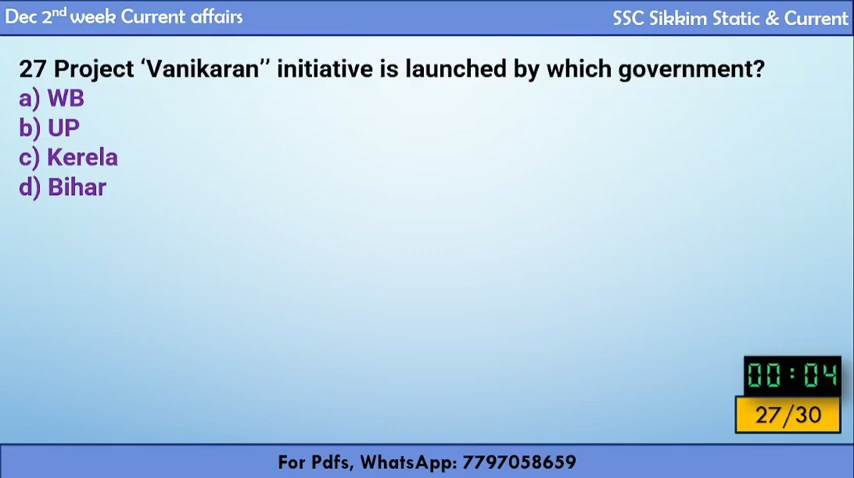 Dec 2nd week Current affairs
SSC Sikkim Static & Current
27 Project ‘Vanikaran’’ initiative is launched by which government?
a) WB
b) UP
c) Kerela
d) Bihar
00:04
27/30
For Pdfs, WhatsApp: 7797058659